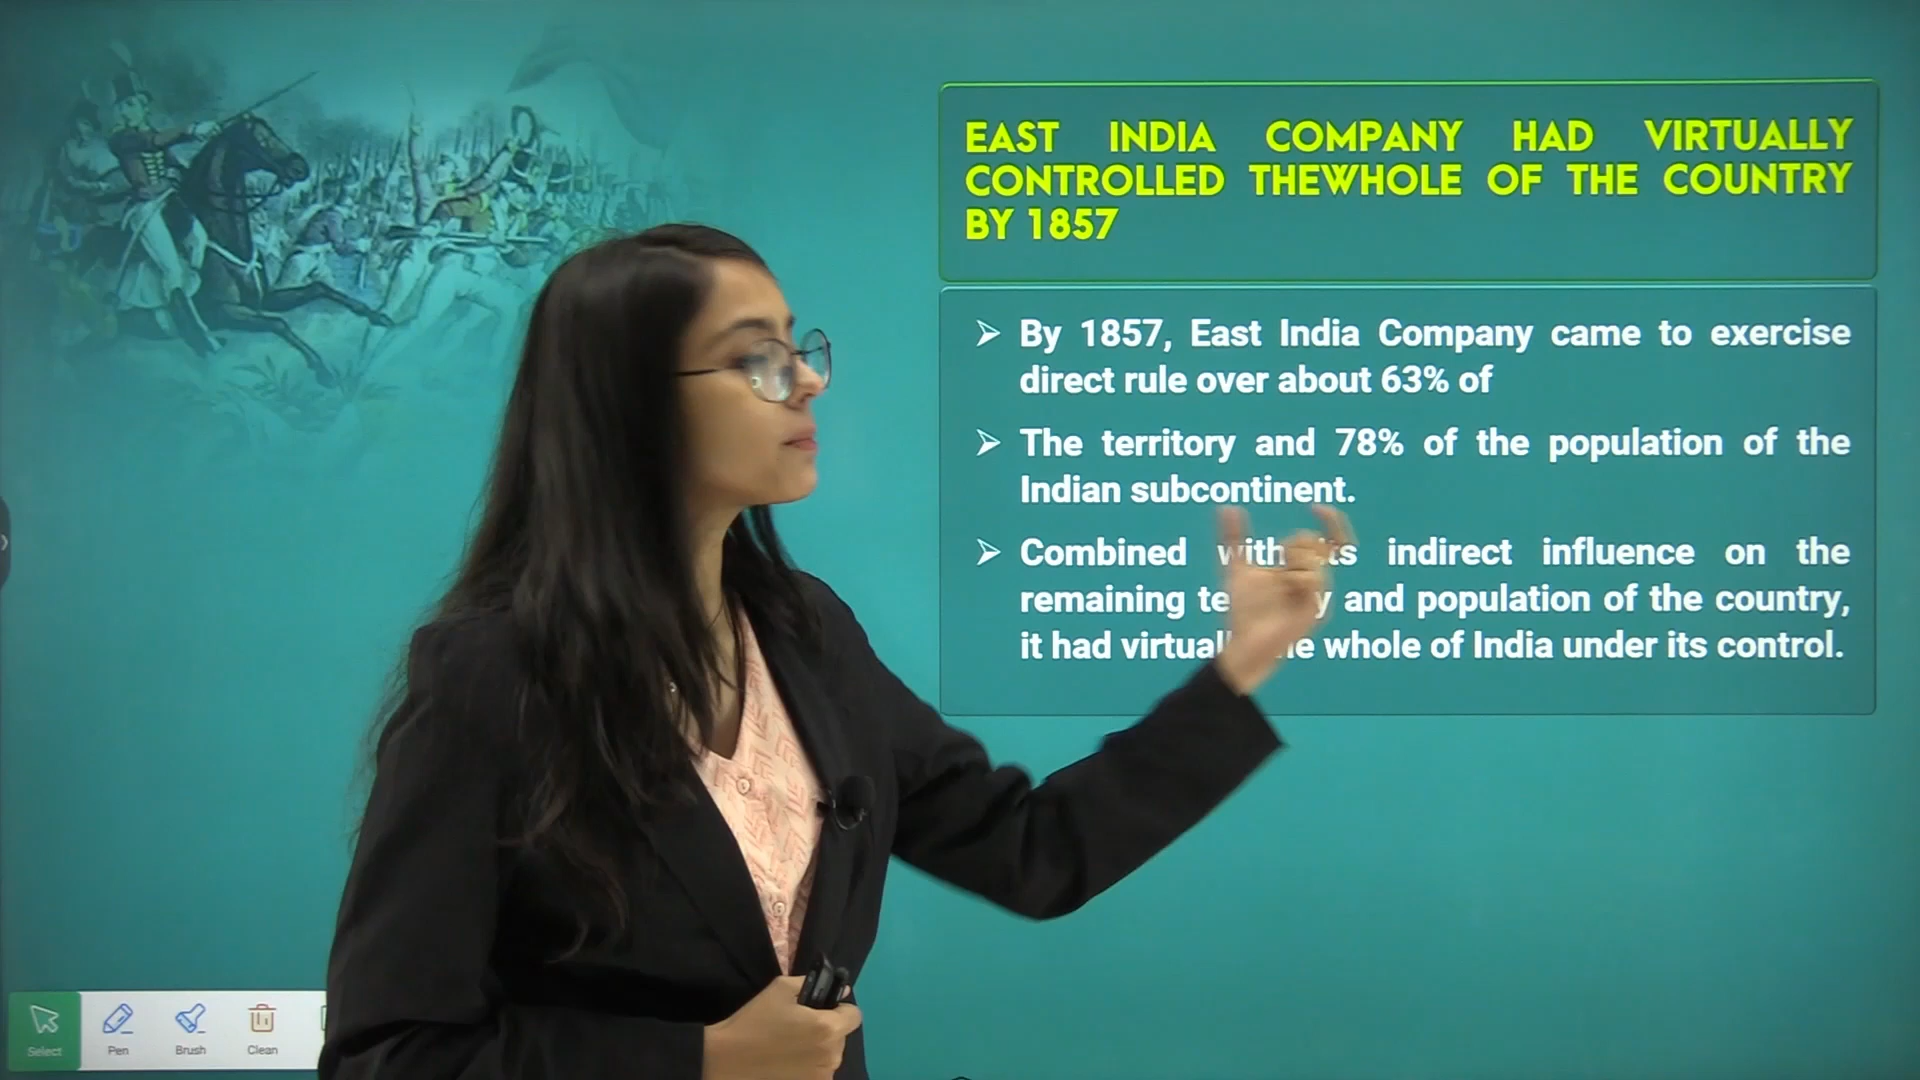 EAST INDIA COMPANY HAD VIRTUALLY
CONTROLLED THEWHOLE OF THE COUNTRY
BY 1857
➢ By 1857, East India Company came to exercise
direct rule over about 63% of
➢ The territory and 78% of the population of the
Indian subcontinent.
➢ Combined with its indirect influence on the
remaining and population of the country,
it had whole of India under its control.
Select
Pen
Brush
Clean